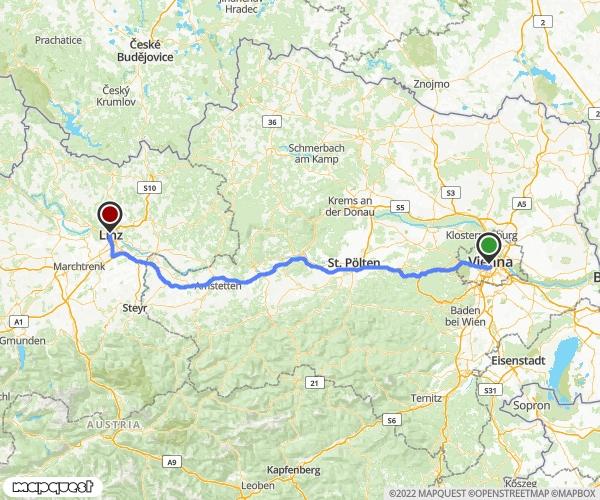 Jindřichův
Hradec
Prachatice
České
Budějovice
2
Český
Krumlov
Znojmo
36
Schmerbach
am Kamp
S10
Krems an
der Donau
S5
S3
A5
Linz
Klosterneuburg
Marchtrenk
St. Pölten
Vienna
Amstetten
Steyr
Baden
bei Wien
A1
Gmunden
Eisenstadt
21
S31
Ternitz
Sopron
S6
AUSTRIA
A9
Kapfenberg
Leoben
Kőszeg
mapquest
©2022 MAPQUEST ©OPENSTREETMAP ©MAPBOX